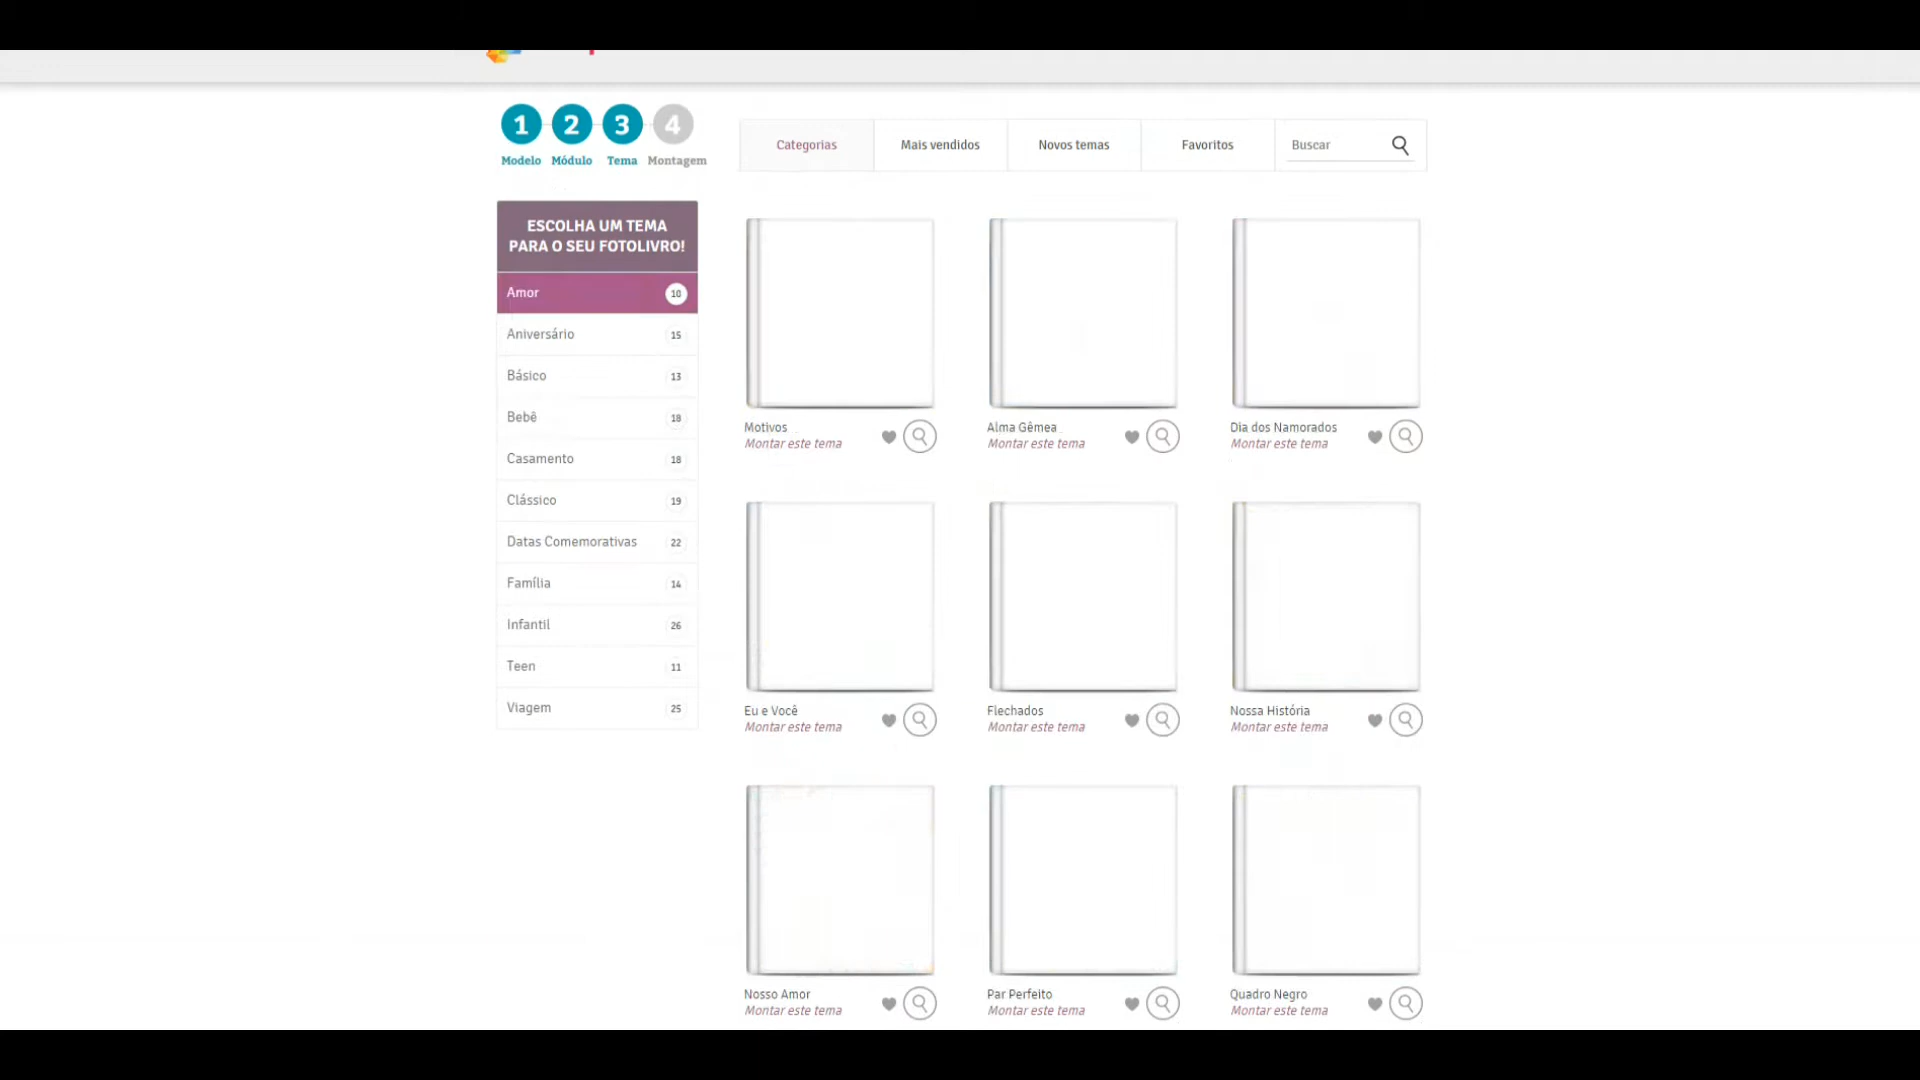 1 2 3 4
Modelo Módulo Tema Montagem
Categorias Mais vendidos Novos temas Favoritos Buscar
ESCOLHA UM TEMA
PARA O SEU FOTOLIVRO!
Amor 10
Aniversário 15
Básico 13
Bebê 18
Casamento 18
Clássico 19
Datas Comemorativas 22
Família 14
Infantil 26
Teen 11
Viagem 25
Motivos
Montar este tema
Alma Gêmea
Montar este tema
Dia dos Namorados
Montar este tema
Eu e Você
Montar este tema
Flechados
Montar este tema
Nossa História
Montar este tema
Nosso Amor
Montar este tema
Par Perfeito
Montar este tema
Quadro Negro
Montar este tema